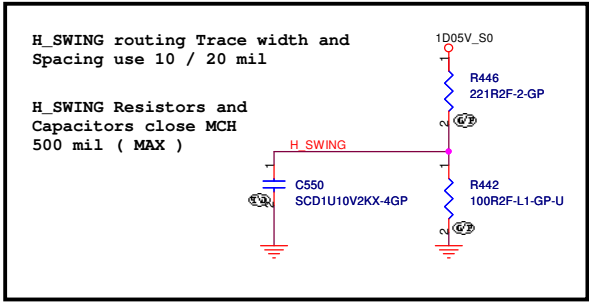 H_SWING routing Trace width and
Spacing use 10 / 20 mil
H_SWING Resistors and
Capacitors close MCH
500 mil ( MAX )
1D05V_S0
1
R446
221R2F-2-GP
2
G/P
H_SWING
1
C550
SCD1U10V2KX-4GP
2
1
R442
100R2F-L1-GP-U
2
G/P